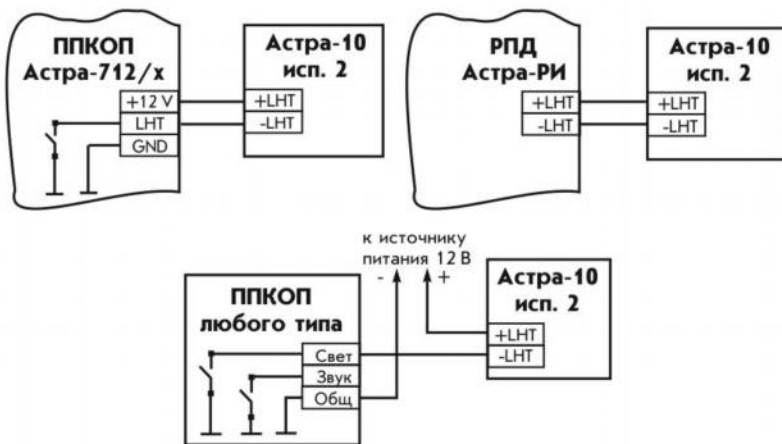 ППКОП
Астра-712/х
+12 V
LHT
GND
Астра-10
исп. 2
+LHT
-LHT
РПД
Астра-РИ
+LHT
-LHT
Астра-10
исп. 2
+LHT
-LHT
к источнику
питания 12 В
- +
ППКОП
любого типа
Свет
Звук
Общ
Астра-10
исп. 2
+LHT
-LHT